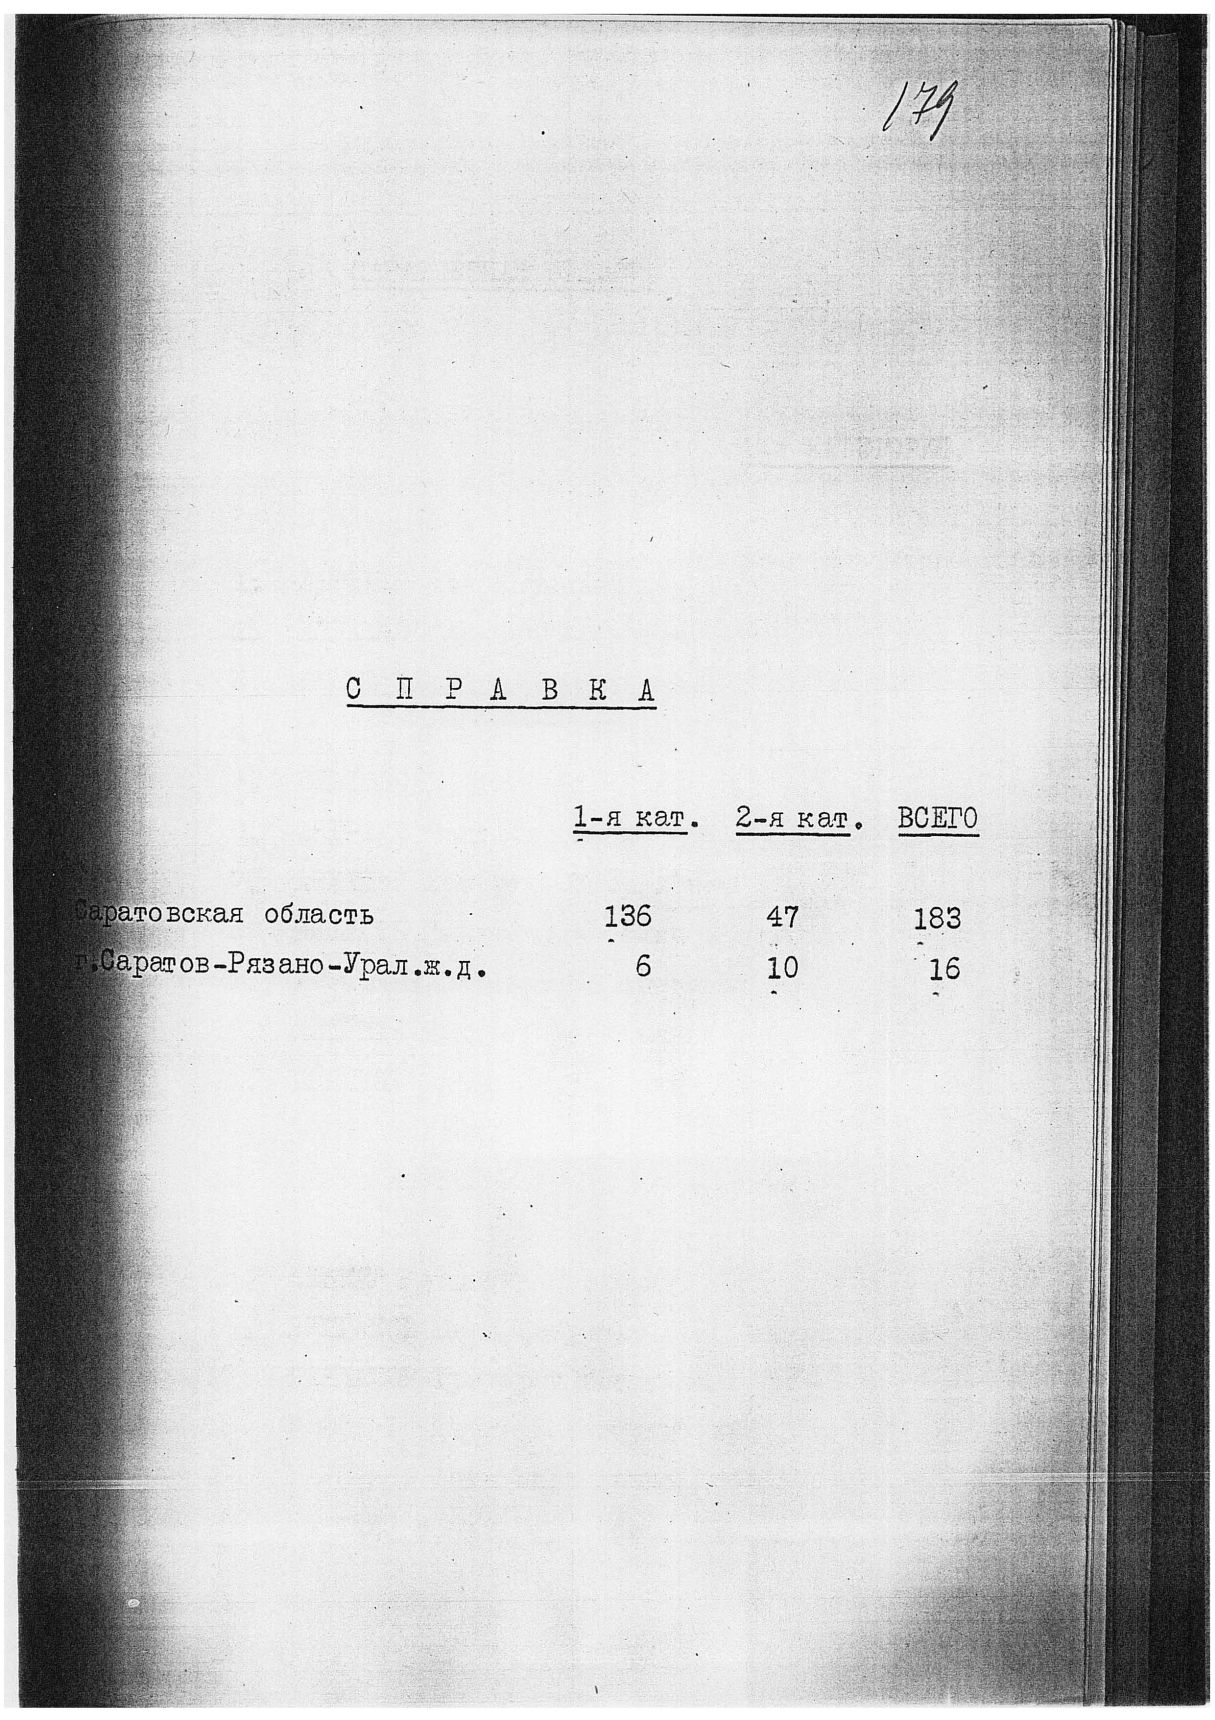 179
С П Р А В К А
1-я кат. 2-я кат. ВСЕГО
Саратовская область 136 47 183
г.Саратов-Рязано-Урал.ж.д. 6 10 16